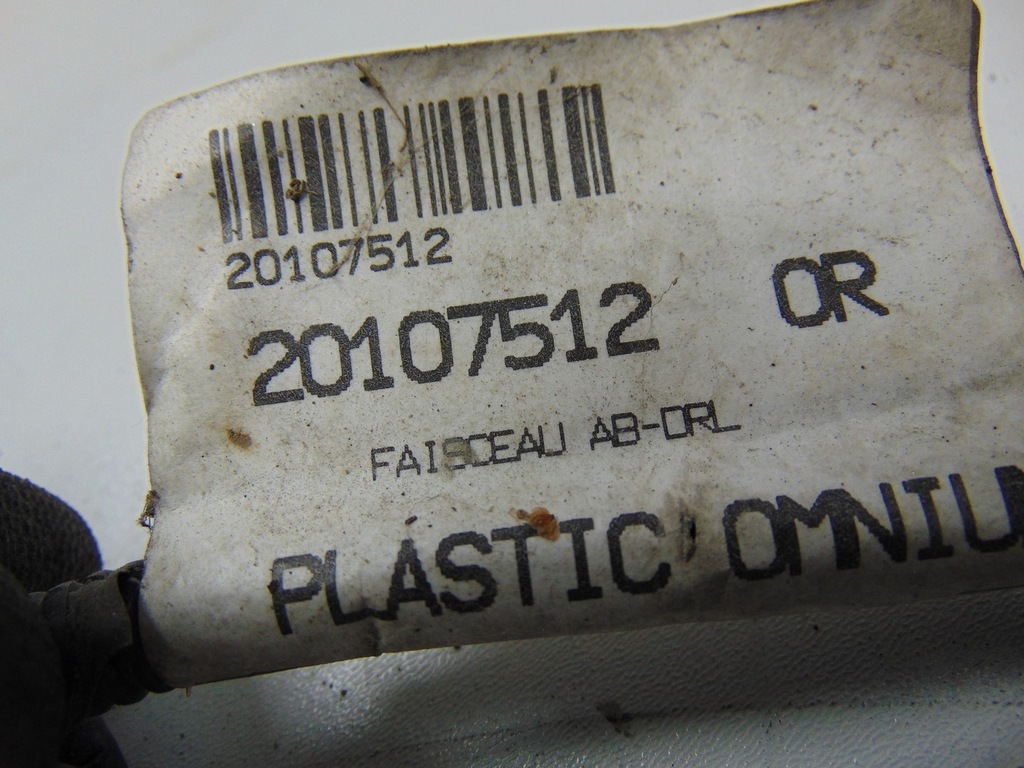 20107512
20107512 OR
FAISCEAU AB-DRL
PLASTIC OMNIU